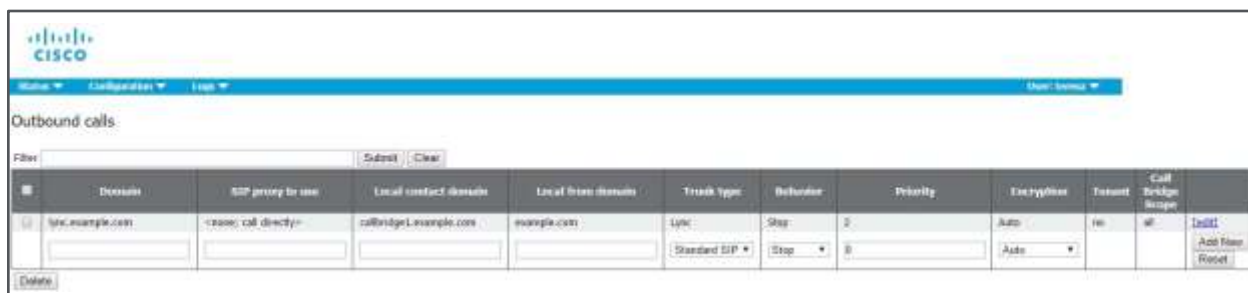 CISCO
Status Configuration Logs User:
Outbound calls
Filter Submit Clear
Domain SIP proxy to use Local contact domain Local from domain Trunk type Behavior Priority Encryption Tenant Call Bridge Scope
lync.example.com <none; call directly> callbridge1.example.com example.com Lync Stop 2 Auto no all [edit]
Standard SIP Stop 0 Auto Add New
Reset
Delete